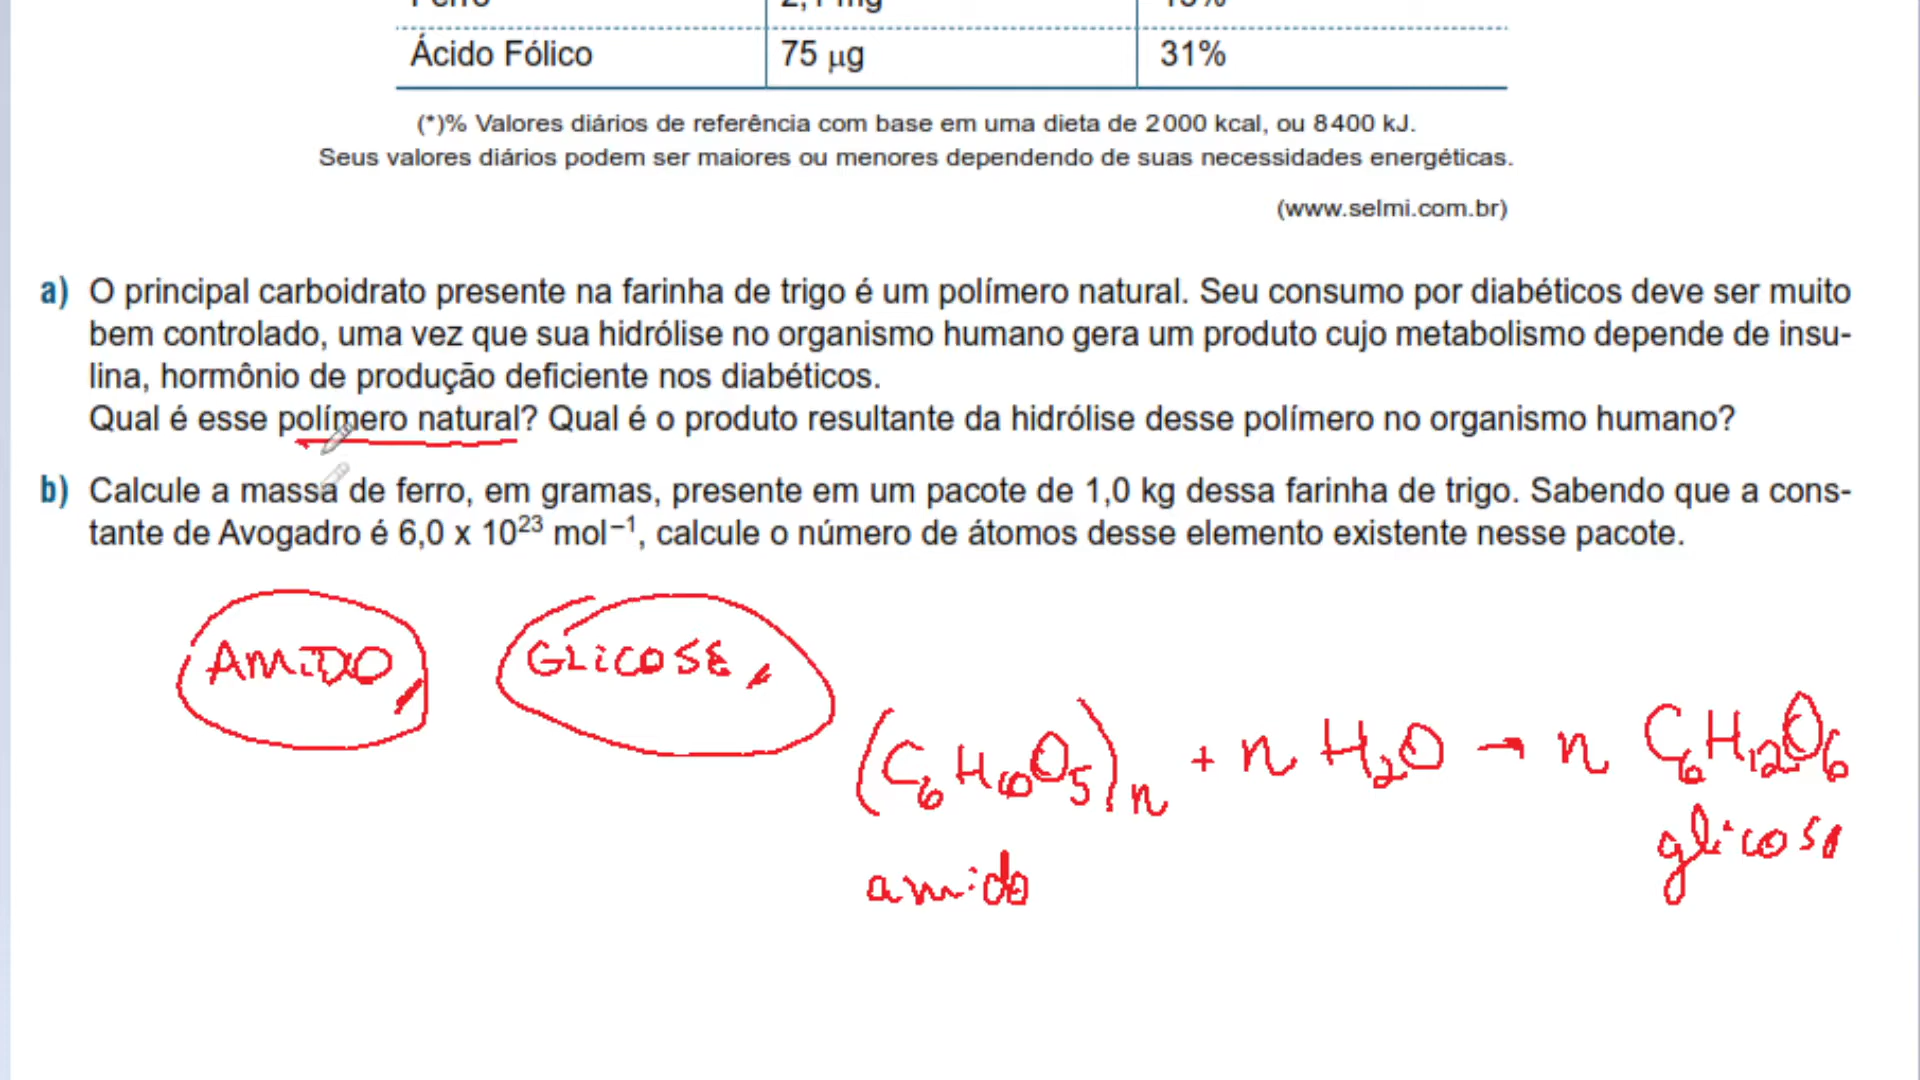 Ácido Fólico 75 μg 31%
(*)% Valores diários de referência com base em uma dieta de 2000 kcal, ou 8400 kJ.
Seus valores diários podem ser maiores ou menores dependendo de suas necessidades energéticas.
(www.selmi.com.br)
a) O principal carboidrato presente na farinha de trigo é um polímero natural. Seu consumo por diabéticos deve ser muito
bem controlado, uma vez que sua hidrólise no organismo humano gera um produto cujo metabolismo depende de insu-
lina, hormônio de produção deficiente nos diabéticos.
Qual é esse polímero natural? Qual é o produto resultante da hidrólise desse polímero no organismo humano?
b) Calcule a massa de ferro, em gramas, presente em um pacote de 1,0 kg dessa farinha de trigo. Sabendo que a cons-
tante de Avogadro é 6,0 x 10²³ mol⁻¹, calcule o número de átomos desse elemento existente nesse pacote.
AMIDO, GLICOSE,
(C₆H₁₀O₅)n + n H₂O → n C₆H₁₂O₆
amido glicose